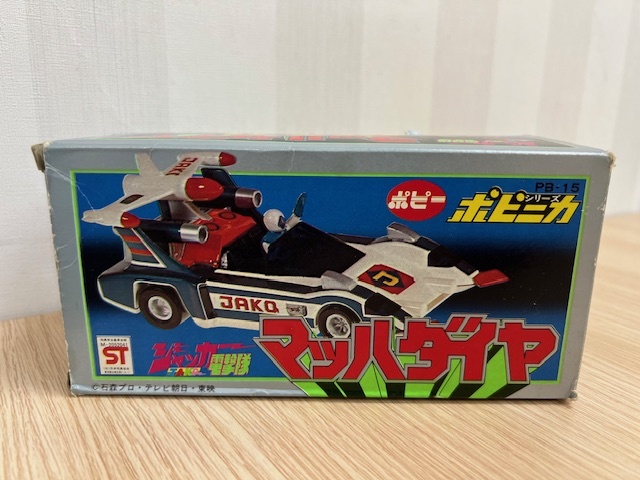 PB-15
ポピー
ポピニカ
シリーズ
JAKQ
JAKQ
ジャッカー
電撃隊
マッハダイヤ
ST
©石森プロ・テレビ朝日・東映